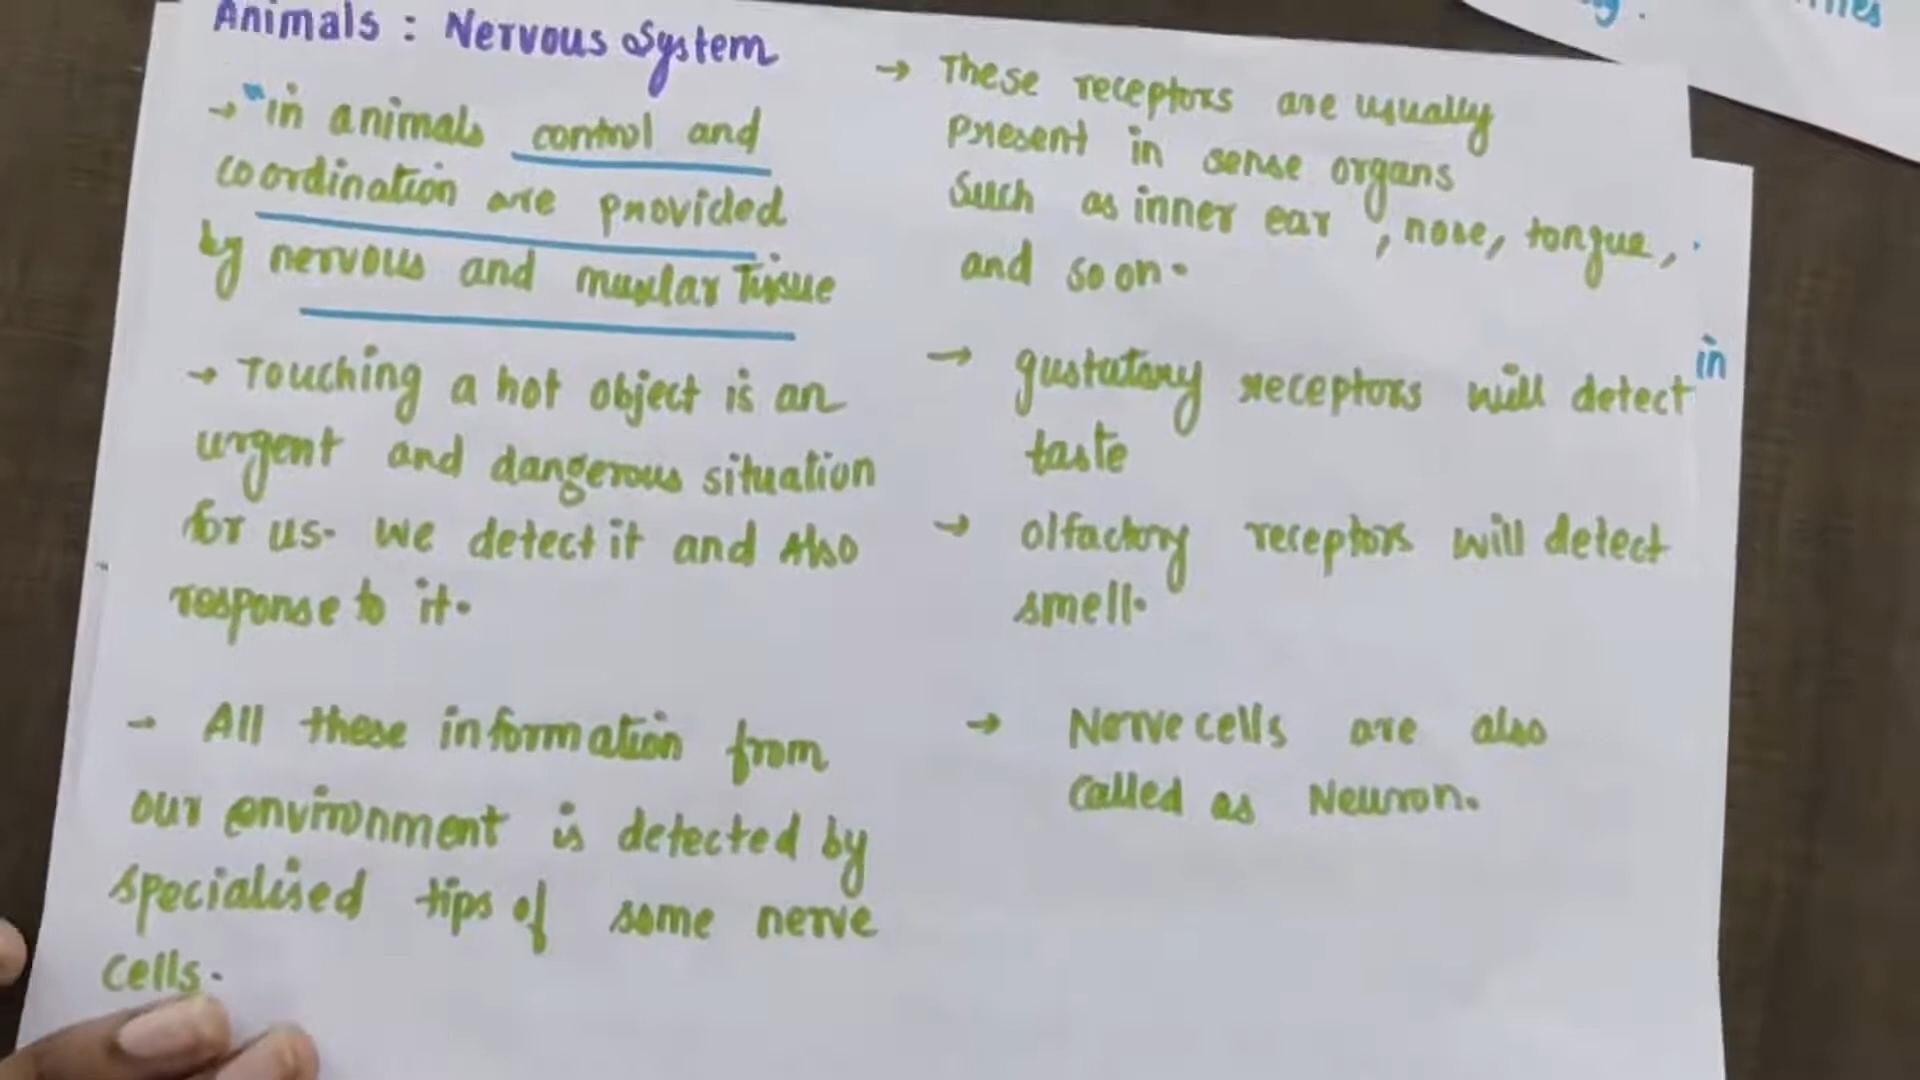 Animals : Nervous System
→ in animals control and
coordination are provided
by nervous and muslar Tissue
→ Touching a hot object is an
urgent and dangerous situation
for us. we detect it and Also
response to it.
→ All these information from
our environment is detected by
specialised tips of some nerve
cells.
→ These receptors are usually
present in sense organs
Such as inner ear , nose, tongue,
and so on.
→ gustatory receptors will detect
taste
→ olfactory receptors will detect
smell.
→ Nerve cells are also
called as Neuron.
in